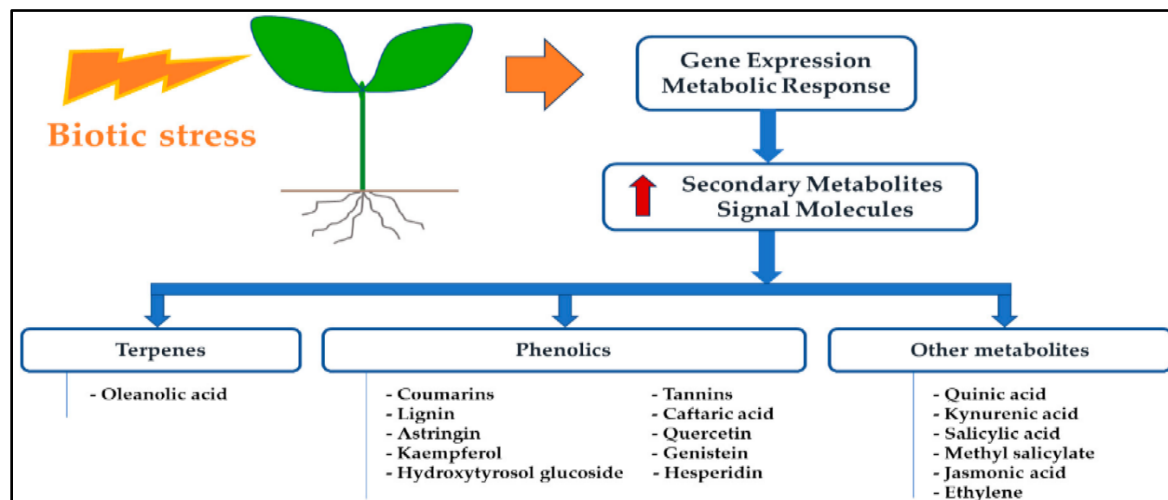 Biotic stress
Gene Expression
Metabolic Response
Secondary Metabolites
Signal Molecules
Terpenes
- Oleanolic acid
Phenolics
- Coumarins
- Lignin
- Astringin
- Kaempferol
- Hydroxytyrosol glucoside
- Tannins
- Caftaric acid
- Quercetin
- Genistein
- Hesperidin
Other metabolites
- Quinic acid
- Kynurenic acid
- Salicylic acid
- Methyl salicylate
- Jasmonic acid
- Ethylene